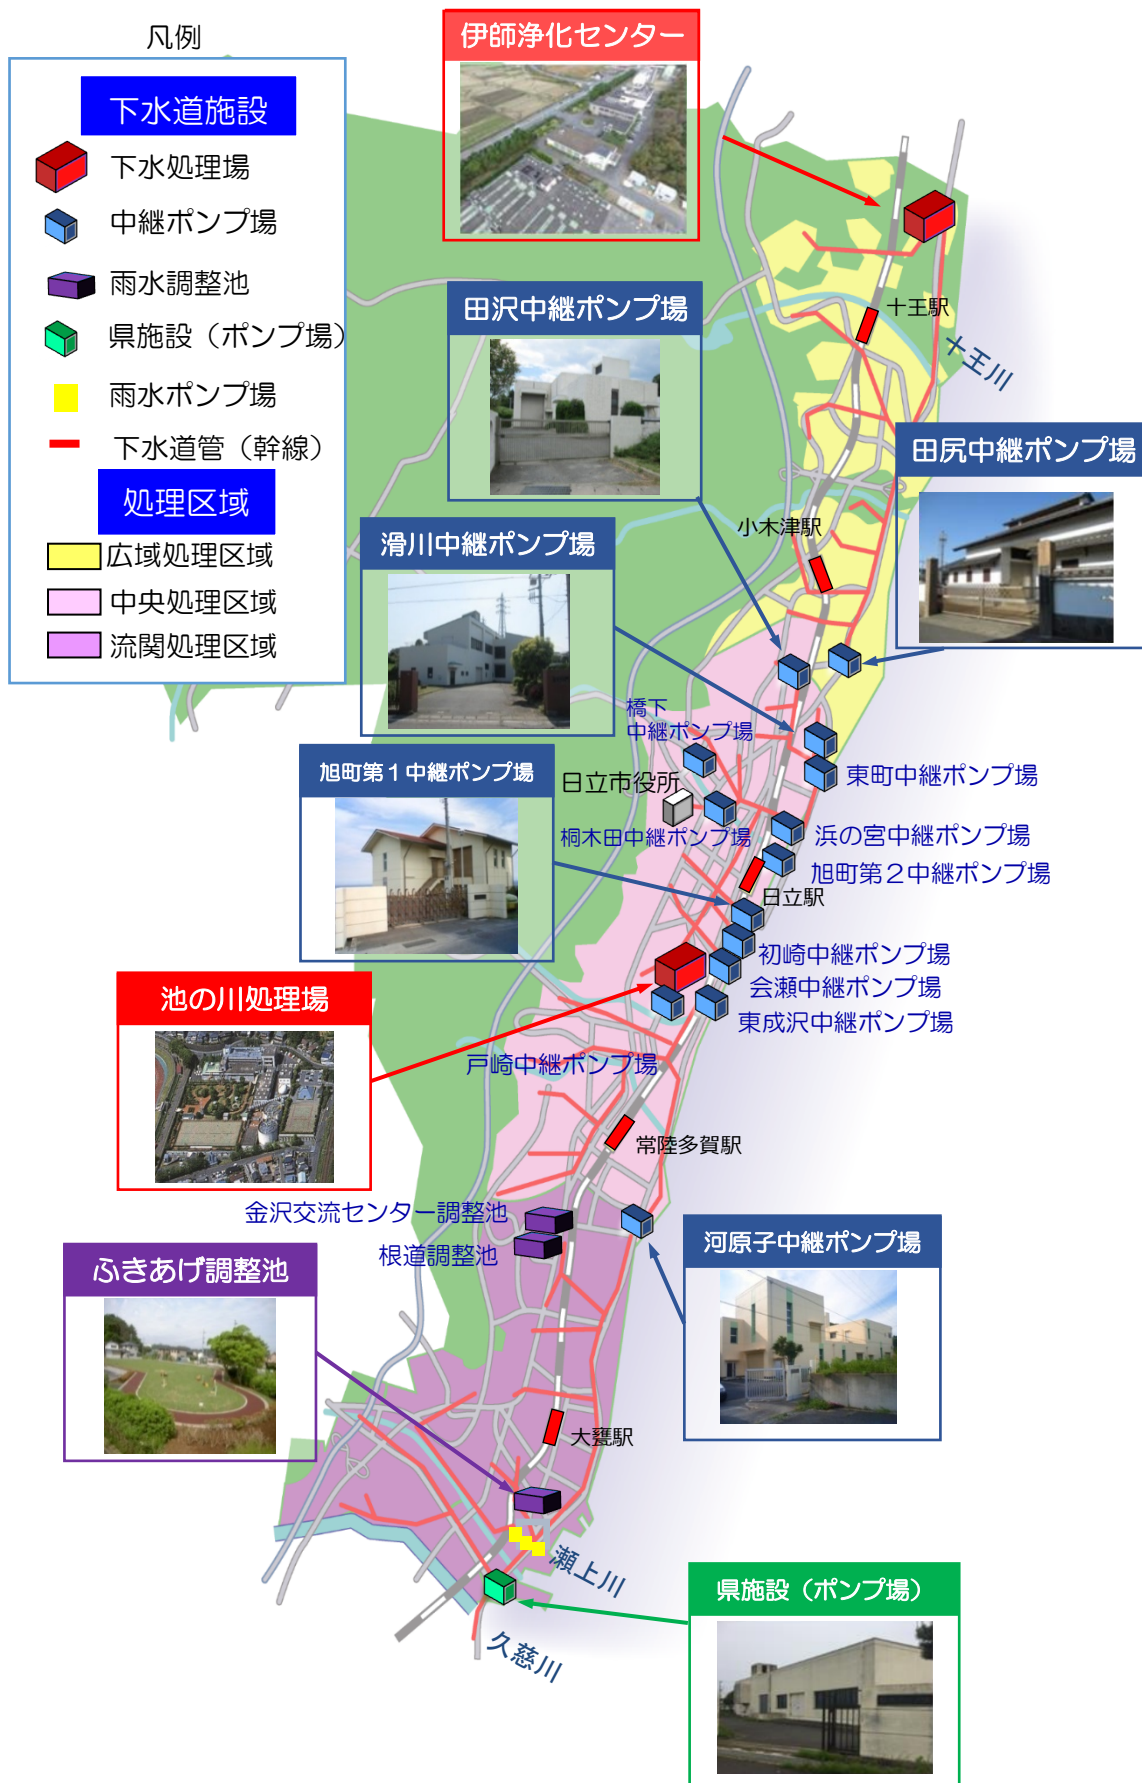 凡例
下水道施設
下水処理場
中継ポンプ場
雨水調整池
県施設（ポンプ場）
雨水ポンプ場
下水道管（幹線）
処理区域
広域処理区域
中央処理区域
流関処理区域
伊師浄化センター
田沢中継ポンプ場
十王駅
十王川
田尻中継ポンプ場
滑川中継ポンプ場
小木津駅
橋下
中継ポンプ場
旭町第１中継ポンプ場
日立市役所
東町中継ポンプ場
桐木田中継ポンプ場
浜の宮中継ポンプ場
旭町第２中継ポンプ場
日立駅
初崎中継ポンプ場
会瀬中継ポンプ場
東成沢中継ポンプ場
池の川処理場
戸崎中継ポンプ場
常陸多賀駅
金沢交流センター調整池
根道調整池
河原子中継ポンプ場
ふきあげ調整池
大甕駅
瀬上川
県施設（ポンプ場）
久慈川